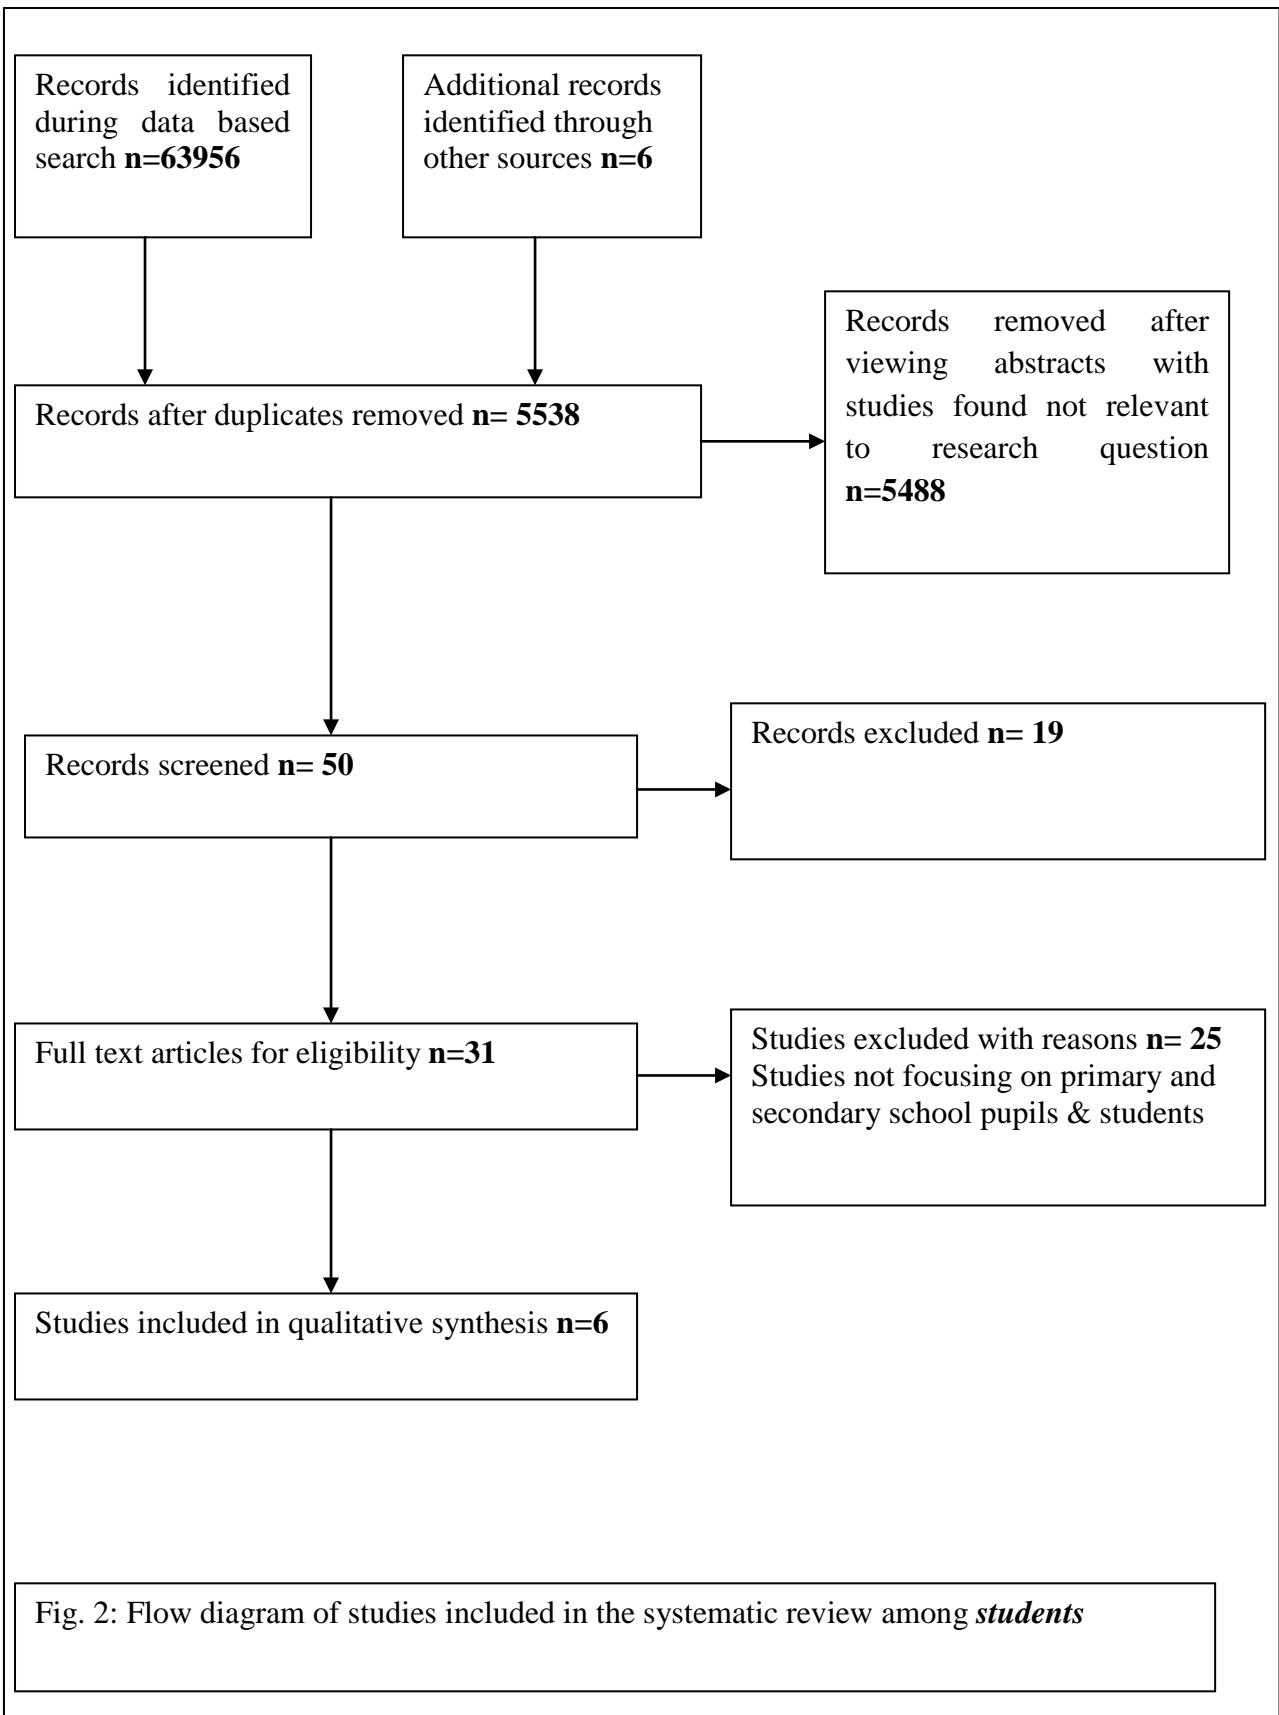 Records identified
during data based
search n=63956
Additional records
identified through
other sources n=6
Records removed after
viewing abstracts with
studies found not relevant
to research question
n=5488
Records after duplicates removed n= 5538
Records screened n= 50
Records excluded n= 19
Full text articles for eligibility n=31
Studies excluded with reasons n= 25
Studies not focusing on primary and
secondary school pupils & students
Studies included in qualitative synthesis n=6
Fig. 2: Flow diagram of studies included in the systematic review among students